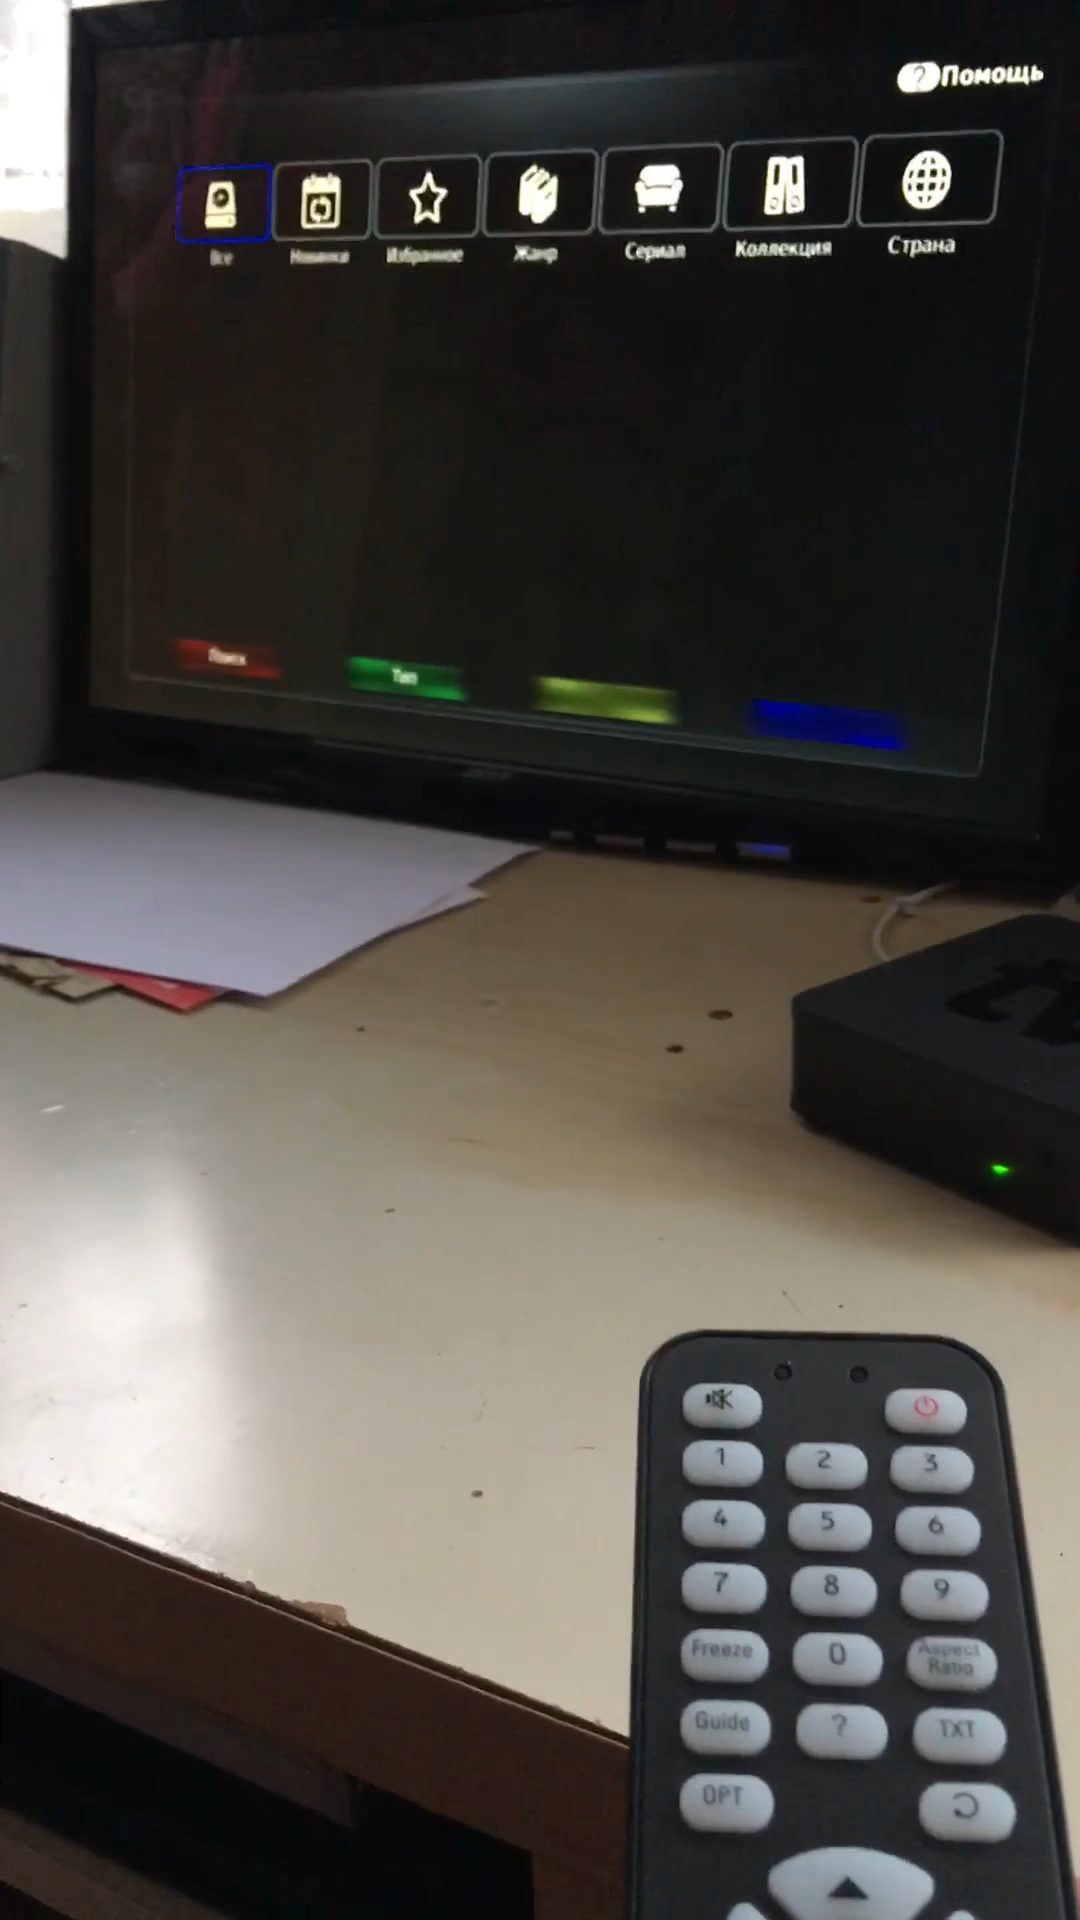 ? Помощь
Все Новинка Избранное Жанр Сериал Коллекция Страна
Поиск Тип
1 2 3
4 5 6
7 8 9
Freeze 0 Aspect Ratio
Guide ? TXT
OPT